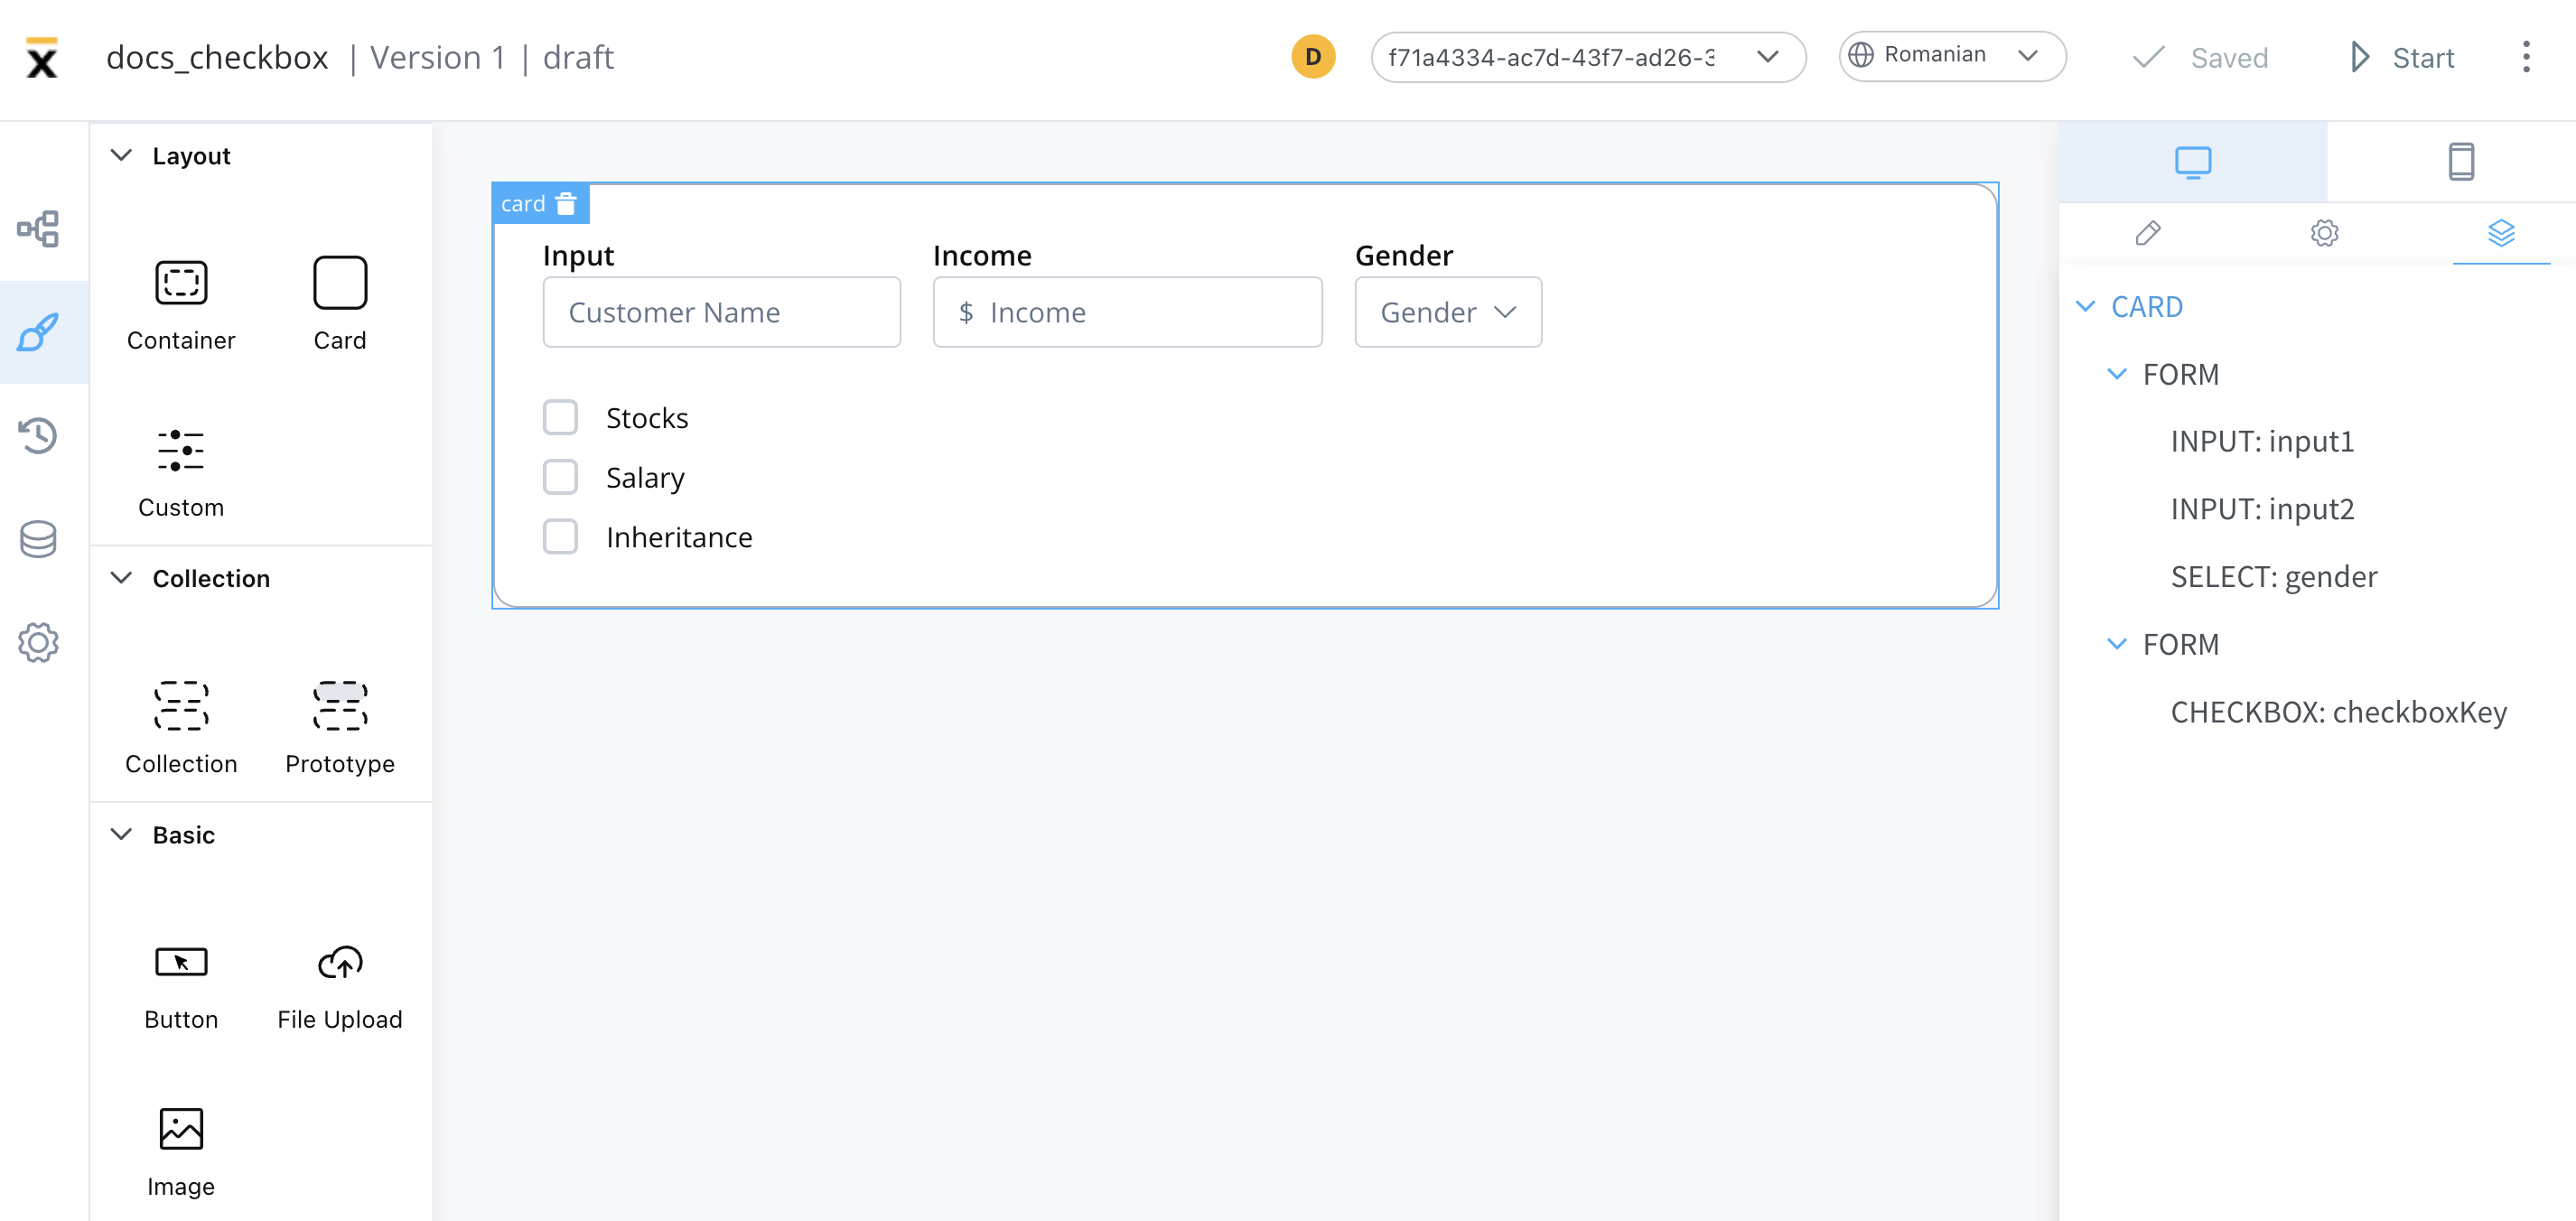 docs_checkbox | Version 1 | draft
D
f71a4334-ac7d-43f7-ad26-3
Romanian
Saved
Start
Layout
Container
Card
Custom
Collection
Collection
Prototype
Basic
Button
File Upload
Image
card
Input
Income
Gender
Customer Name
$ Income
Gender
Stocks
Salary
Inheritance
CARD
FORM
INPUT: input1
INPUT: input2
SELECT: gender
FORM
CHECKBOX: checkboxKey